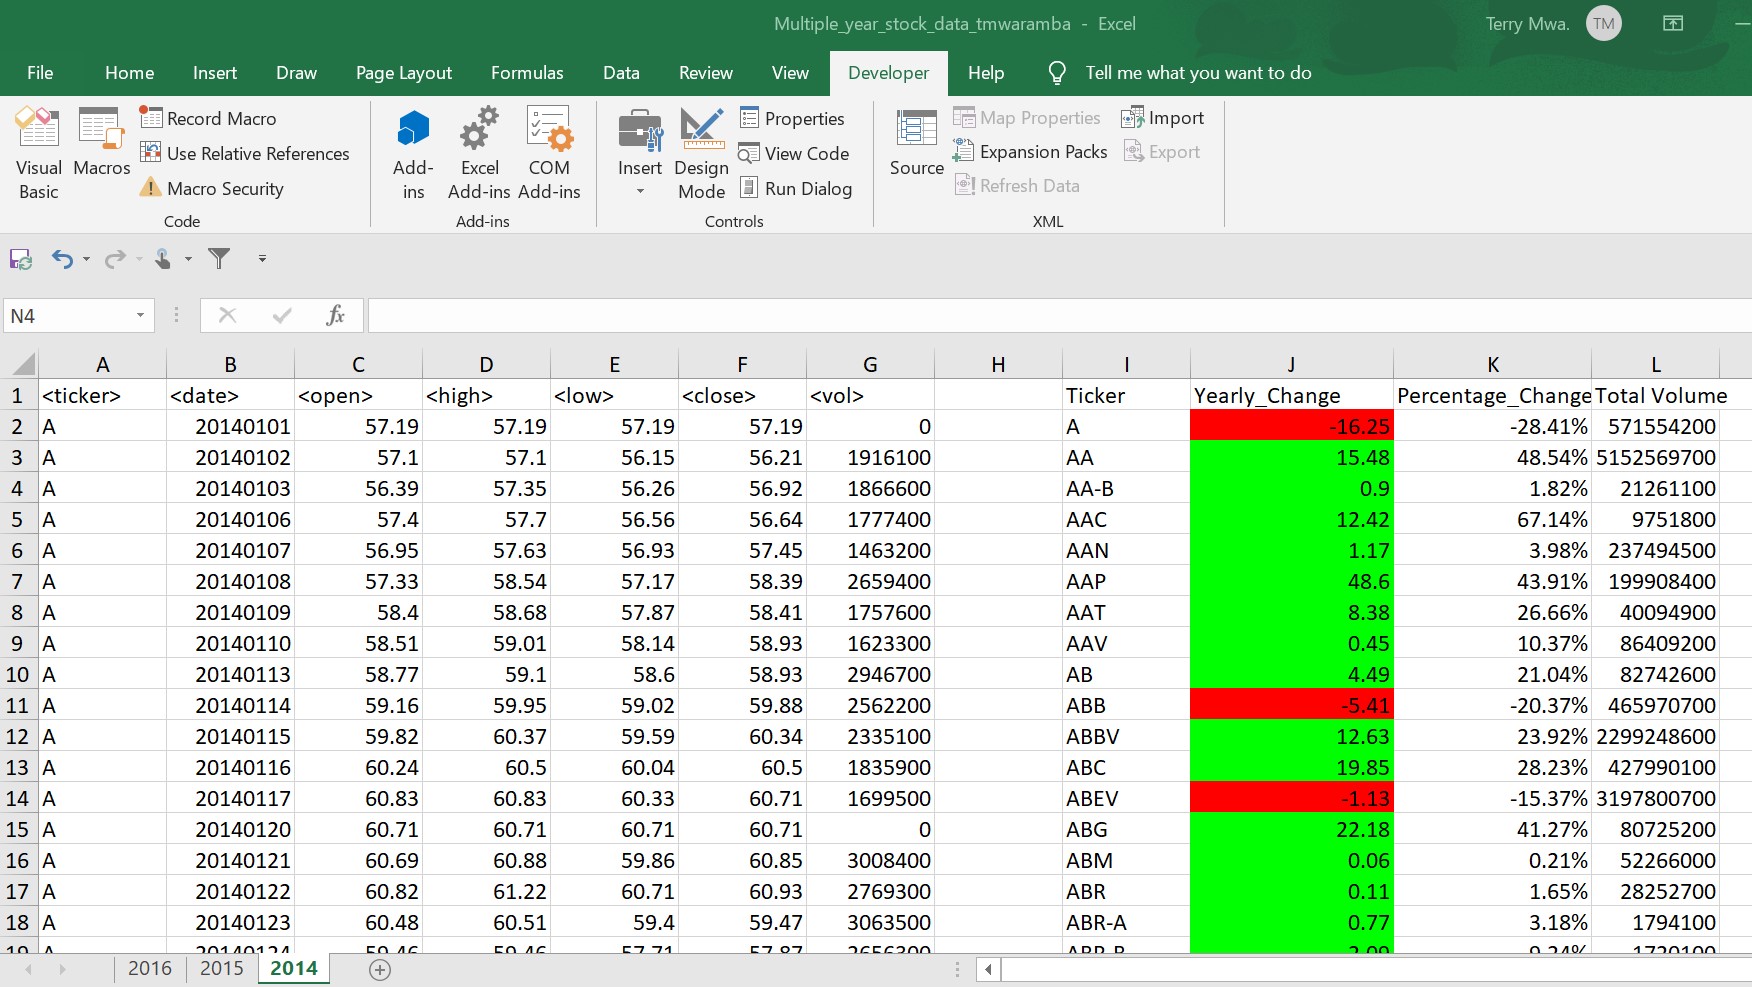 Multiple_year_stock_data_tmwaramba - Excel
Terry Mwa. TM
File Home Insert Draw Page Layout Formulas Data Review View Developer Help Tell me what you want to do
Visual Basic
Macros
Record Macro
Use Relative References
Macro Security
Code
Add-ins
Excel Add-ins
COM Add-ins
Add-ins
Insert
Design Mode
Properties
View Code
Run Dialog
Controls
Source
Map Properties
Expansion Packs
Refresh Data
Import
Export
XML
N4 fx
A B C D E F G H I J K L
1 <ticker> <date> <open> <high> <low> <close> <vol> Ticker Yearly_Change Percentage_Change Total Volume
2 A 20140101 57.19 57.19 57.19 57.19 0 A -16.25 -28.41% 571554200
3 A 20140102 57.1 57.1 56.15 56.21 1916100 AA 15.48 48.54% 5152569700
4 A 20140103 56.39 57.35 56.26 56.92 1866600 AA-B 0.9 1.82% 21261100
5 A 20140106 57.4 57.7 56.56 56.64 1777400 AAC 12.42 67.14% 9751800
6 A 20140107 56.95 57.63 56.93 57.45 1463200 AAN 1.17 3.98% 237494500
7 A 20140108 57.33 58.54 57.17 58.39 2659400 AAP 48.6 43.91% 199908400
8 A 20140109 58.4 58.68 57.87 58.41 1757600 AAT 8.38 26.66% 40094900
9 A 20140110 58.51 59.01 58.14 58.93 1623300 AAV 0.45 10.37% 86409200
10 A 20140113 58.77 59.1 58.6 58.93 2946700 AB 4.49 21.04% 82742600
11 A 20140114 59.16 59.95 59.02 59.88 2562200 ABB -5.41 -20.37% 465970700
12 A 20140115 59.82 60.37 59.59 60.34 2335100 ABBV 12.63 23.92% 2299248600
13 A 20140116 60.24 60.5 60.04 60.5 1835900 ABC 19.85 28.23% 427990100
14 A 20140117 60.83 60.83 60.33 60.71 1699500 ABEV -1.13 -15.37% 3197800700
15 A 20140120 60.71 60.71 60.71 60.71 0 ABG 22.18 41.27% 80725200
16 A 20140121 60.69 60.88 59.86 60.85 3008400 ABM 0.06 0.21% 52266000
17 A 20140122 60.82 61.22 60.71 60.93 2769300 ABR 0.11 1.65% 28252700
18 A 20140123 60.48 60.51 59.4 59.47 3063500 ABR-A 0.77 3.18% 1794100
2016 2015 2014